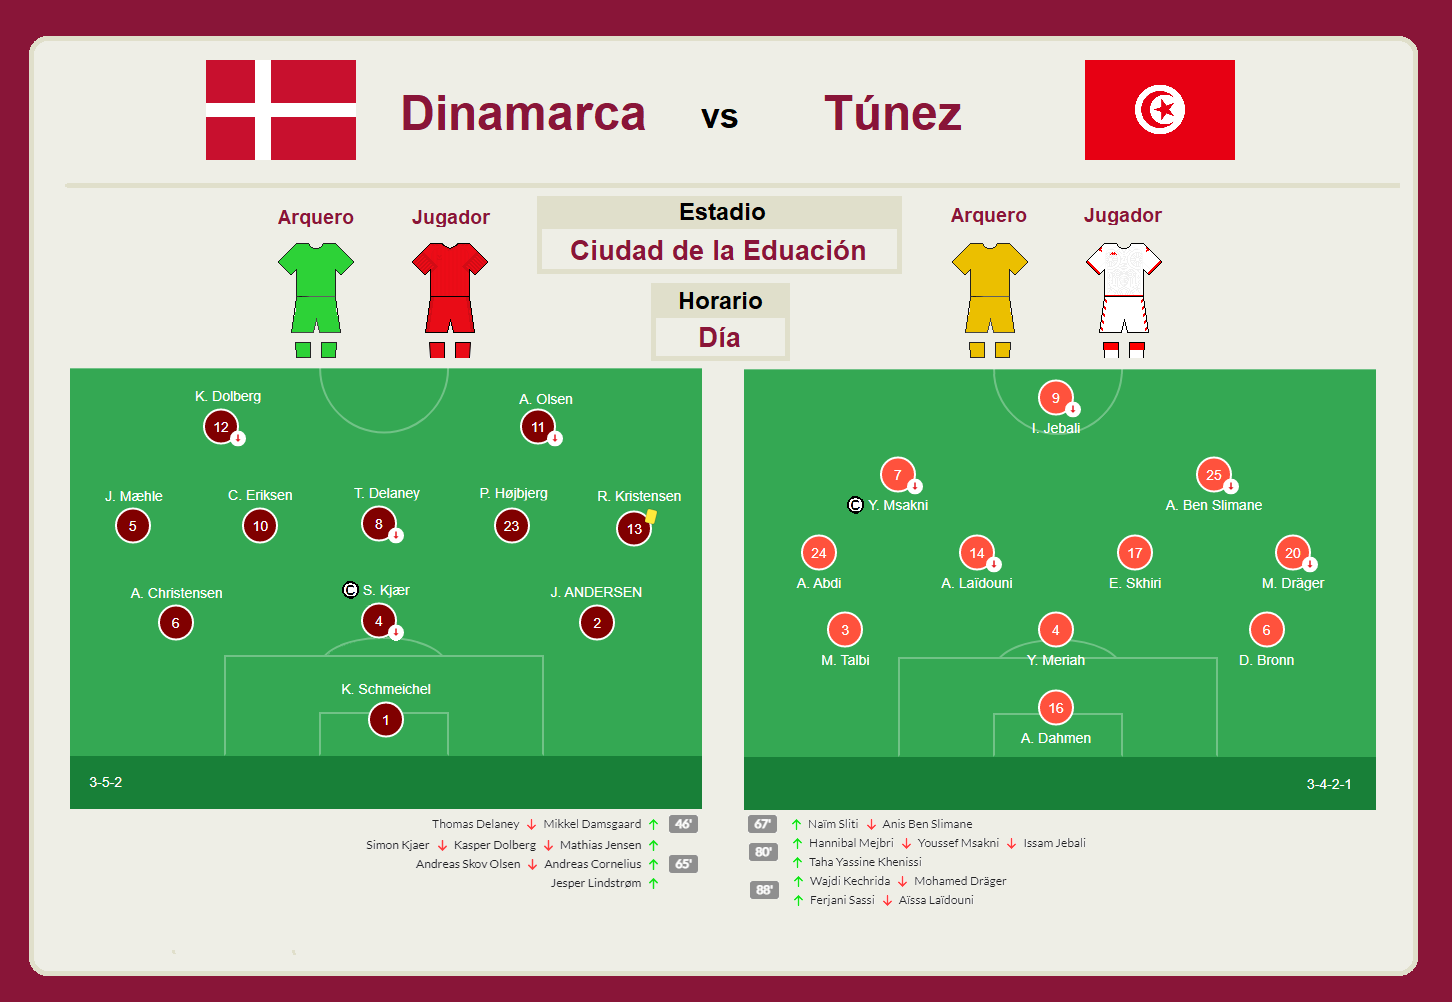 Dinamarca vs Túnez
Arquero Jugador
Estadio
Ciudad de la Eduación
Horario
Día
Arquero Jugador
K. Dolberg
12
A. Olsen
11
J. Mæhle
5
C. Eriksen
10
T. Delaney
8
P. Højbjerg
23
R. Kristensen
13
A. Christensen
6
© S. Kjær
4
J. ANDERSEN
2
K. Schmeichel
1
3-5-2
9
I. Jebali
7
© Y. Msakni
25
A. Ben Slimane
24
A. Abdi
14
A. Laïdouni
17
E. Skhiri
20
M. Dräger
3
M. Talbi
4
Y. Meriah
6
D. Bronn
16
A. Dahmen
3-4-2-1
Thomas Delaney ↓ Mikkel Damsgaard ↑ 46'
Simon Kjaer ↓ Kasper Dolberg ↓ Mathias Jensen ↑
Andreas Skov Olsen ↓ Andreas Cornelius ↑ 65'
Jesper Lindstrøm ↑
67' ↑ Naïm Sliti ↓ Anis Ben Slimane
80' ↑ Hannibal Mejbri ↓ Youssef Msakni ↓ Issam Jebali
↑ Taha Yassine Khenissi
88' ↑ Wajdi Kechrida ↓ Mohamed Dräger
↑ Ferjani Sassi ↓ Aïssa Laïdouni